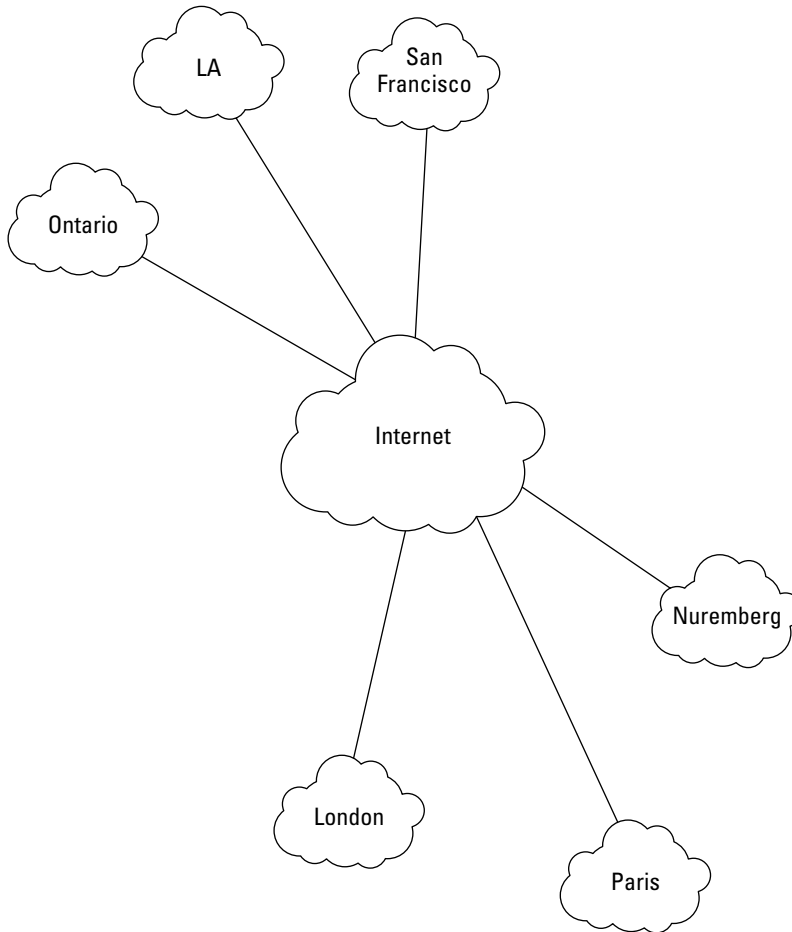 LA
San
Francisco
Ontario
Internet
Nuremberg
London
Paris